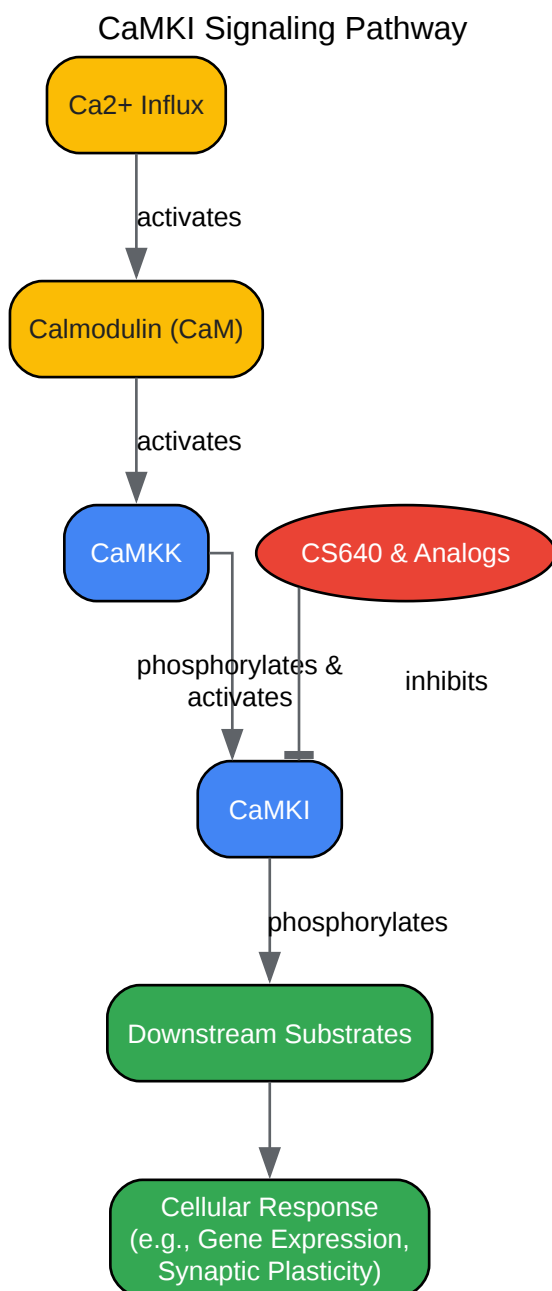 CaMKI Signaling Pathway
Ca2+ Influx
activates
Calmodulin (CaM)
activates
CaMKK
CS640 & Analogs
phosphorylates &
activates
inhibits
CaMKI
phosphorylates
Downstream Substrates
Cellular Response
(e.g., Gene Expression,
Synaptic Plasticity)